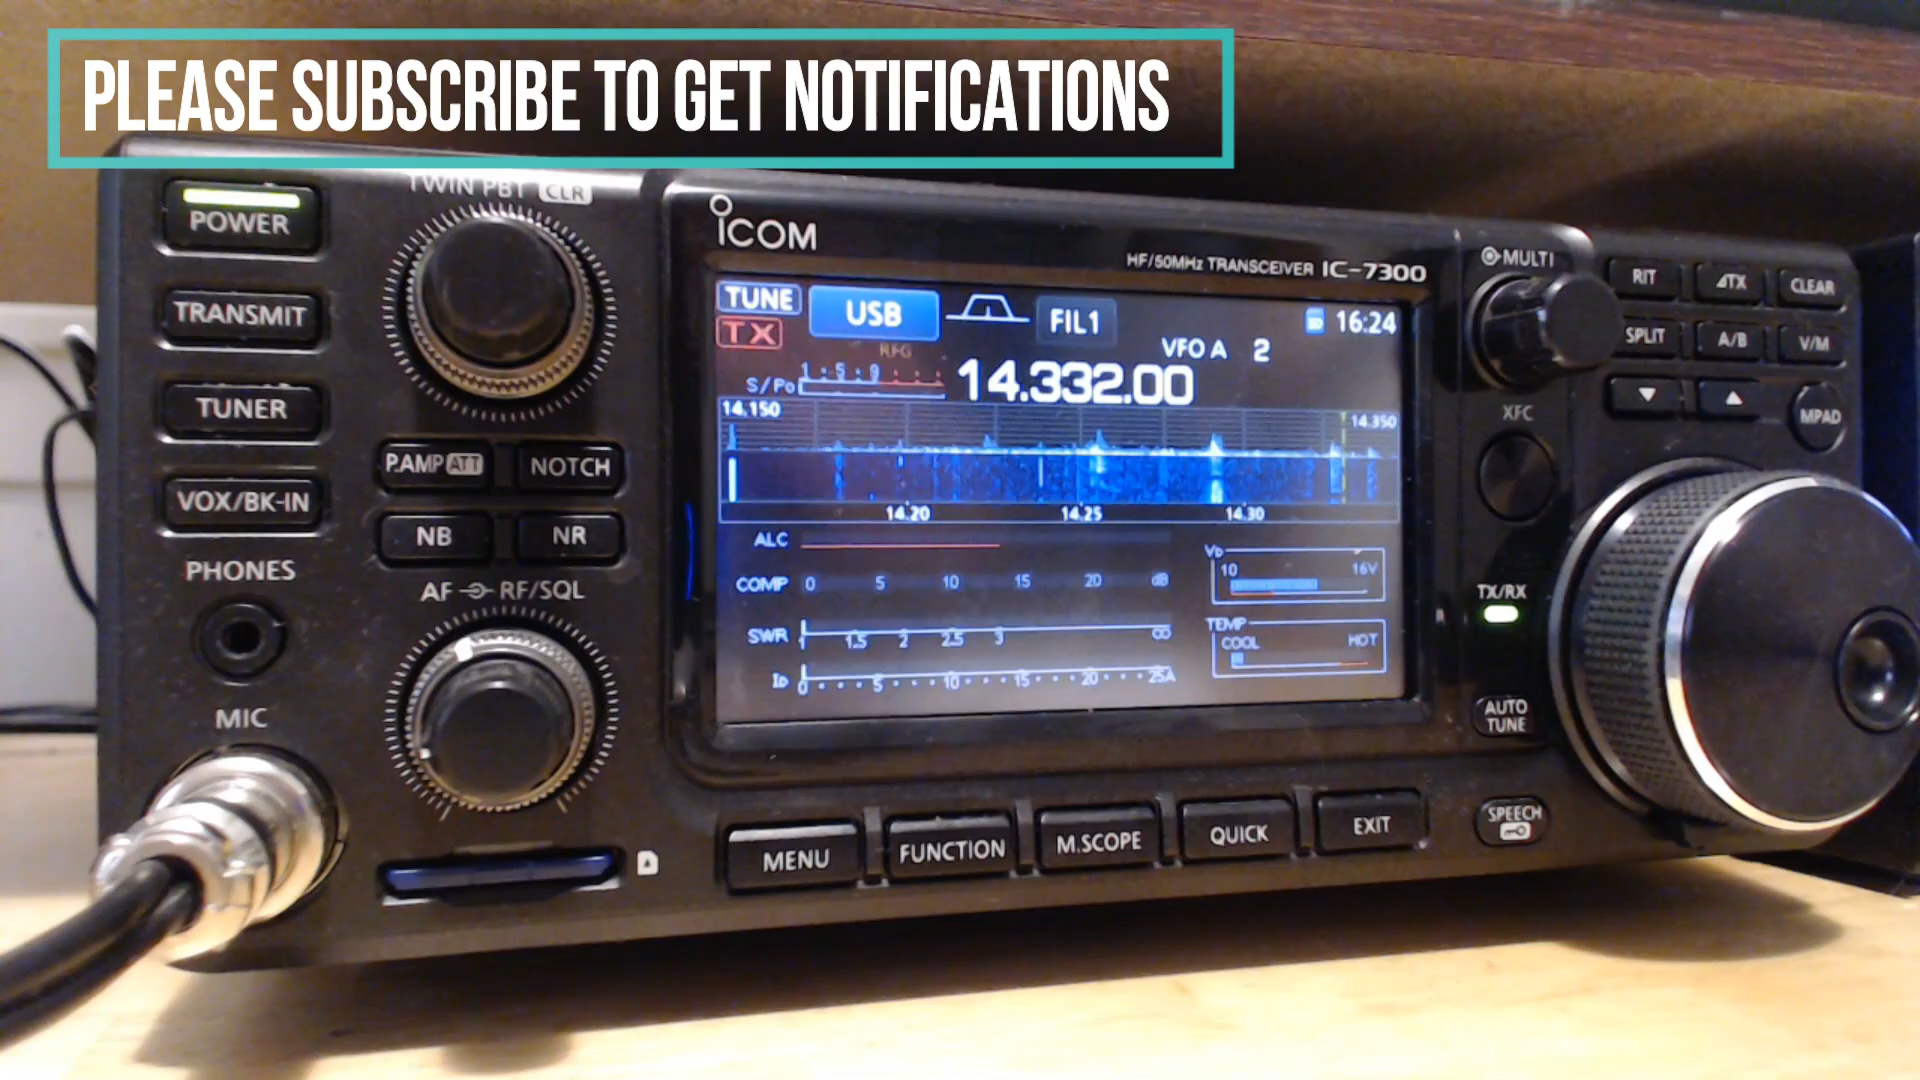 PLEASE SUBSCRIBE TO GET NOTIFICATIONS
TWIN PBT CLR
POWER
TRANSMIT
TUNER
VOX/BK-IN
P.AMP ATT
NOTCH
NB
NR
PHONES
AF RF/SQL
MIC
ICOM
HF/50MHz TRANSCEIVER IC-7300
TUNE
USB
FIL1
16:24
TX
RFG
VFO A 2
S/Po 1 5 9
14.332.00
14.150
14.350
14.20 14.25 14.30
ALC
COMP 0 5 10 15 20 dB
SWR 1 1.5 2 2.5 3 ∞
ID 0 5 10 15 20 25A
VD
10 16V
TEMP
COOL HOT
MENU
FUNCTION
M.SCOPE
QUICK
EXIT
MULTI
RIT
⊿TX
CLEAR
SPLIT
A/B
V/M
▼
▲
MPAD
XFC
TX/RX
AUTO
TUNE
SPEECH